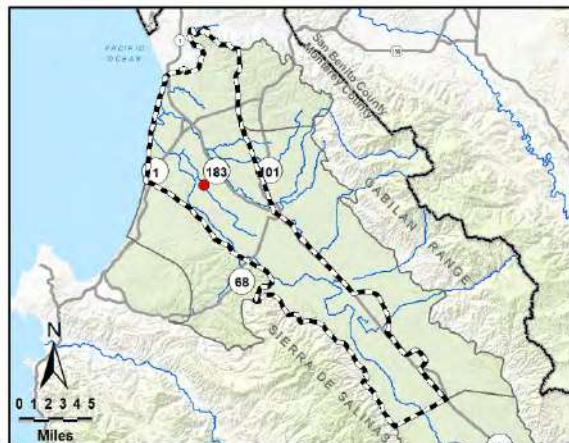 PACIFIC
OCEAN
1
San Benito County
Monterey County
1
183
101
GABILAN RANGE
68
SIERRA DE SALINAS
N
0 1 2 3 4 5
Miles